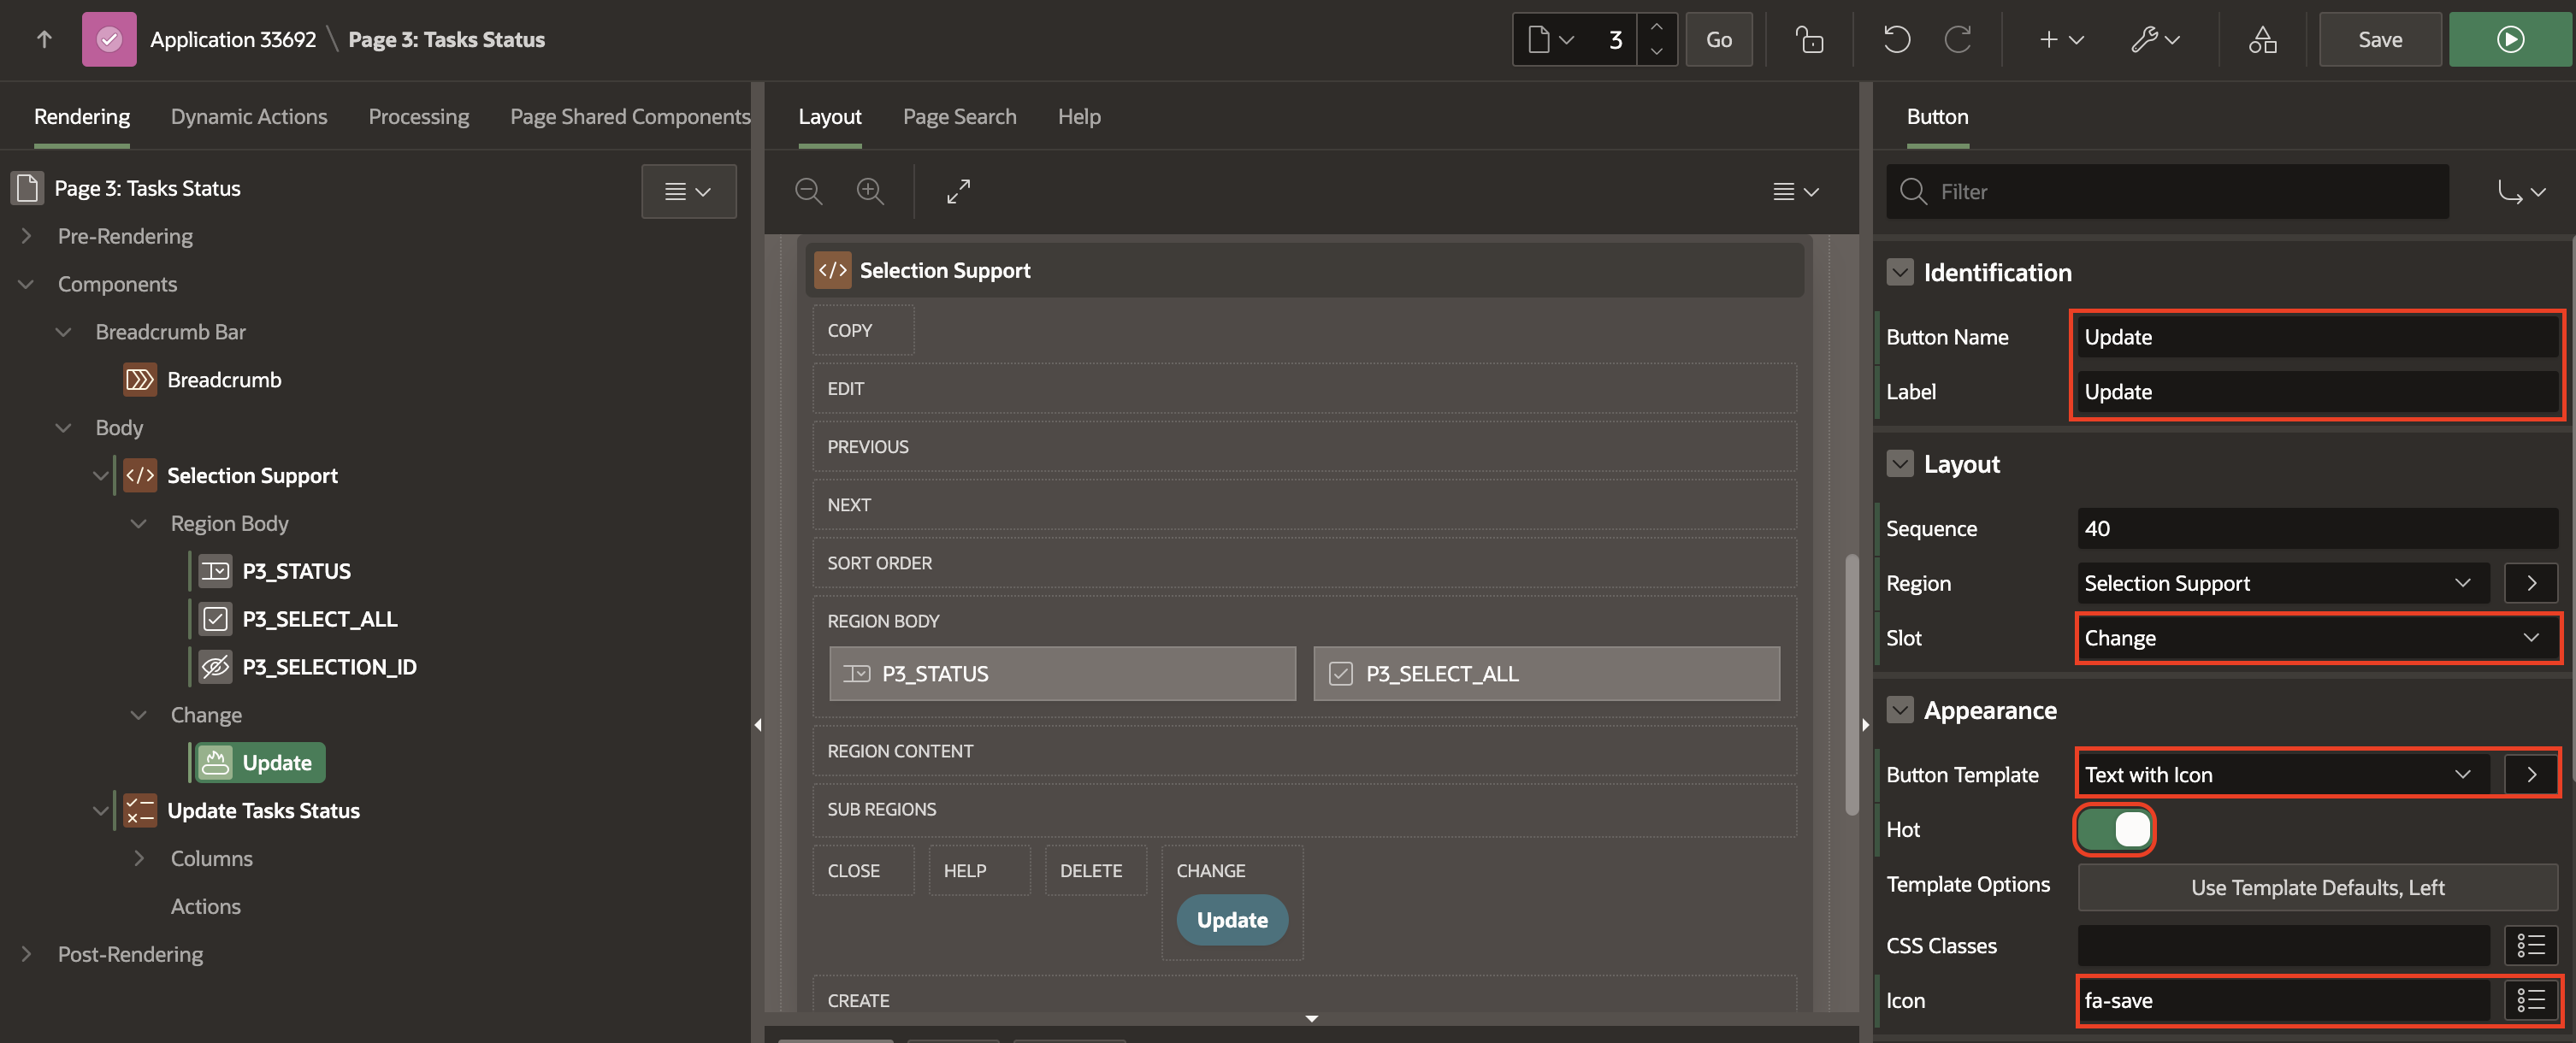 Application 33692 \ Page 3: Tasks Status
3
Go
Save
Rendering
Dynamic Actions
Processing
Page Shared Components
Page 3: Tasks Status
Pre-Rendering
Components
Breadcrumb Bar
Breadcrumb
Body
Selection Support
Region Body
P3_STATUS
P3_SELECT_ALL
P3_SELECTION_ID
Change
Update
Update Tasks Status
Columns
Actions
Post-Rendering
Layout
Page Search
Help
Selection Support
COPY
EDIT
PREVIOUS
NEXT
SORT ORDER
REGION BODY
P3_STATUS
P3_SELECT_ALL
REGION CONTENT
SUB REGIONS
CLOSE
HELP
DELETE
CHANGE
Update
CREATE
Button
Filter
Identification
Button Name
Update
Label
Update
Layout
Sequence
40
Region
Selection Support
Slot
Change
Appearance
Button Template
Text with Icon
Hot
Template Options
Use Template Defaults, Left
CSS Classes
Icon
fa-save